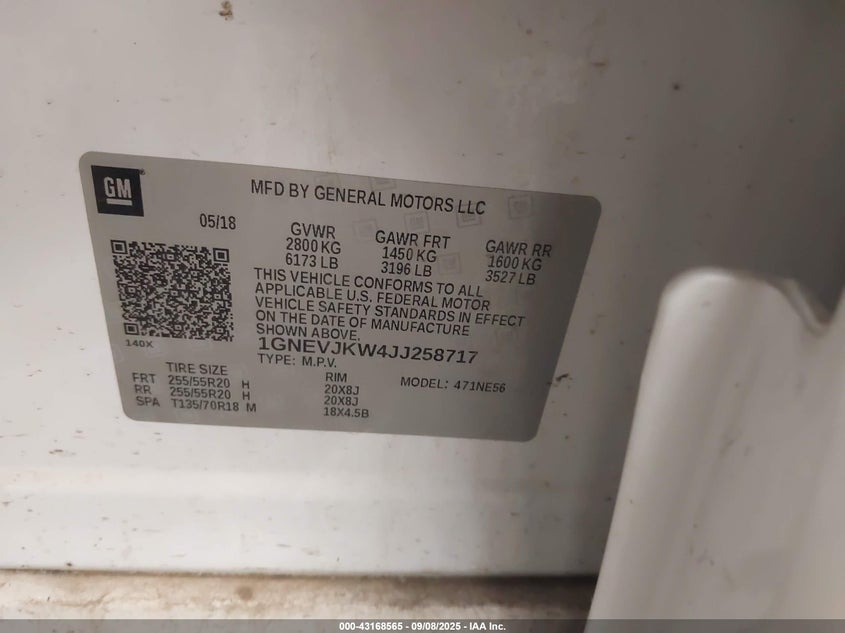 GM
MFD BY GENERAL MOTORS LLC
05/18
GVWR
2800 KG
6173 LB
GAWR FRT
1450 KG
3196 LB
GAWR RR
1600 KG
3527 LB
THIS VEHICLE CONFORMS TO ALL
APPLICABLE U.S. FEDERAL MOTOR
VEHICLE SAFETY STANDARDS IN EFFECT
ON THE DATE OF MANUFACTURE
SHOWN ABOVE.
140X
1GNEVJKW4JJ258717
TYPE: M.P.V.
MODEL: 471NE56
TIRE SIZE RIM
FRT 255/55R20 H 20X8J
RR 255/55R20 H 20X8J
SPA T135/70R18 M 18X4.5B
000-43168565 | 09/08/2025 | IAA Inc.